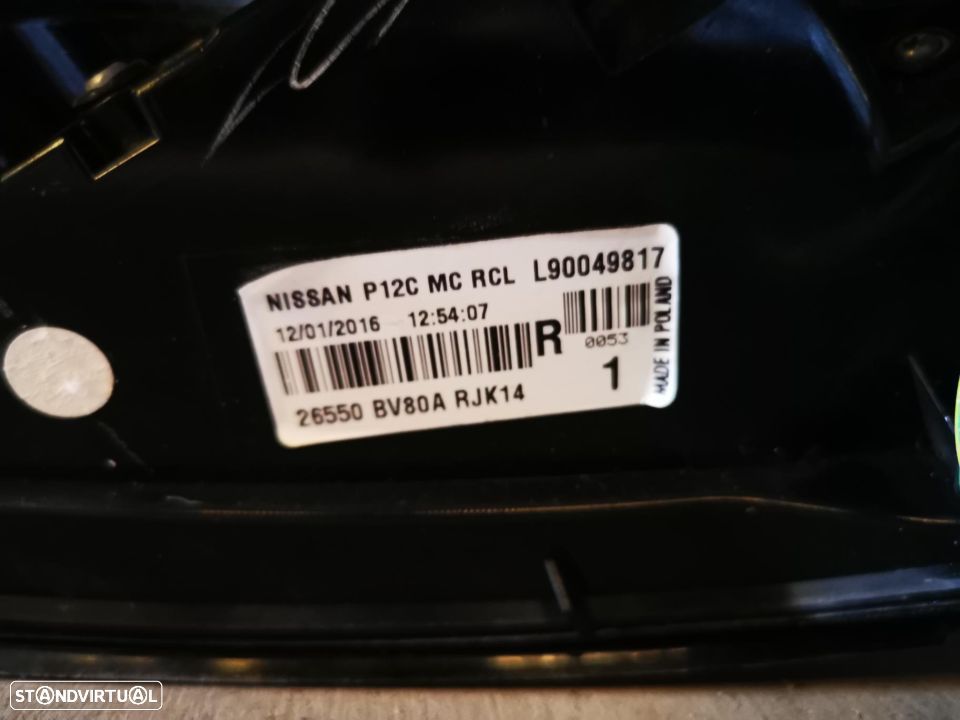 NISSAN P12C MC RCL L90049817
12/01/2016 12:54:07
R
0053
1
MADE IN POLAND
26550 BV80A RJK14
STANDVIRTUAL